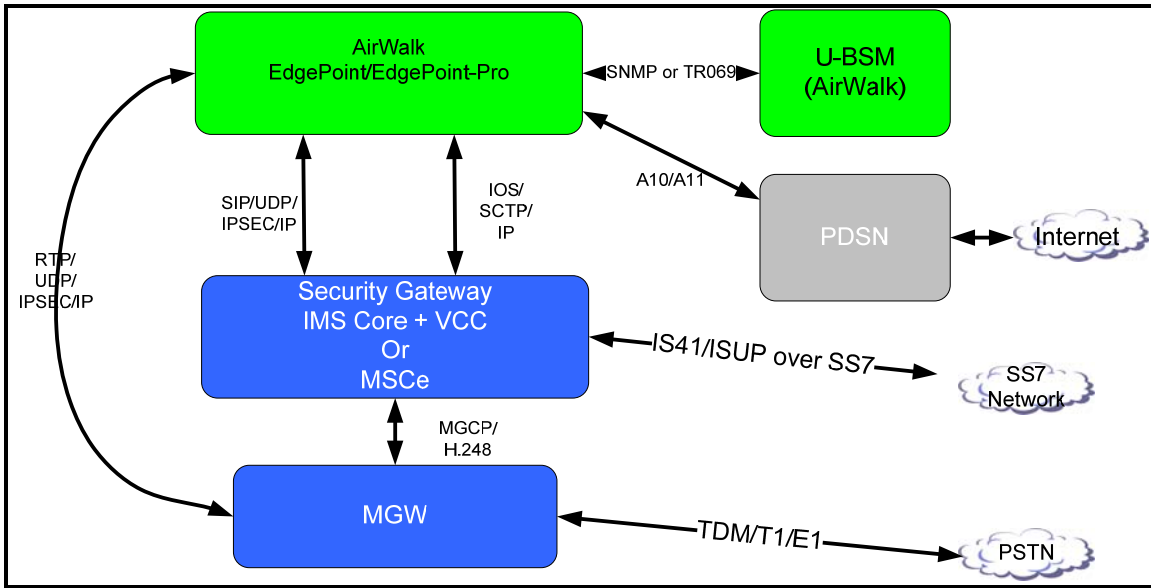 AirWalk
EdgePoint/EdgePoint-Pro
SNMP or TR069
U-BSM
(AirWalk)
A10/A11
PDSN
Internet
SIP/UDP/
IPSEC/IP
IOS/
SCTP/
IP
RTP/
UDP/
IPSEC/IP
Security Gateway
IMS Core + VCC
Or
MSCe
IS41/ISUP over SS7
SS7
Network
MGCP/
H.248
MGW
TDM/T1/E1
PSTN